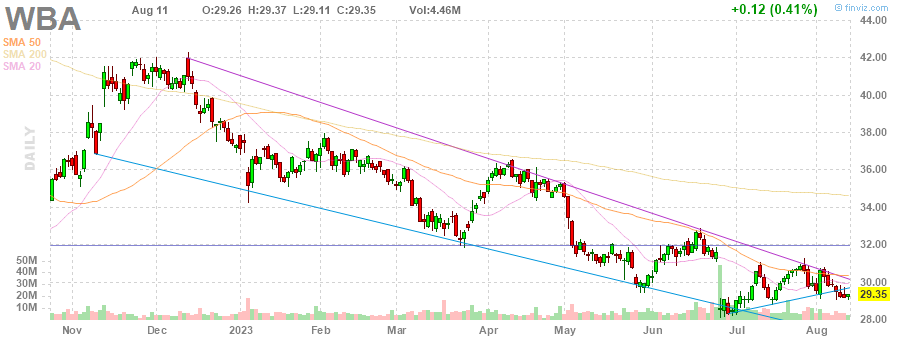 WBA Aug 11 O:29.26 H:29.37 L:29.11 C:29.35 Vol:4.46M +0.12 (0.41%)
© finviz.com
SMA 50
SMA 200
SMA 20
DAILY
44.00
42.00
40.00
38.00
36.00
34.00
32.00
30.00
29.35
28.00
50M
40M
30M
20M
10M
Nov Dec 2023 Feb Mar Apr May Jun Jul Aug